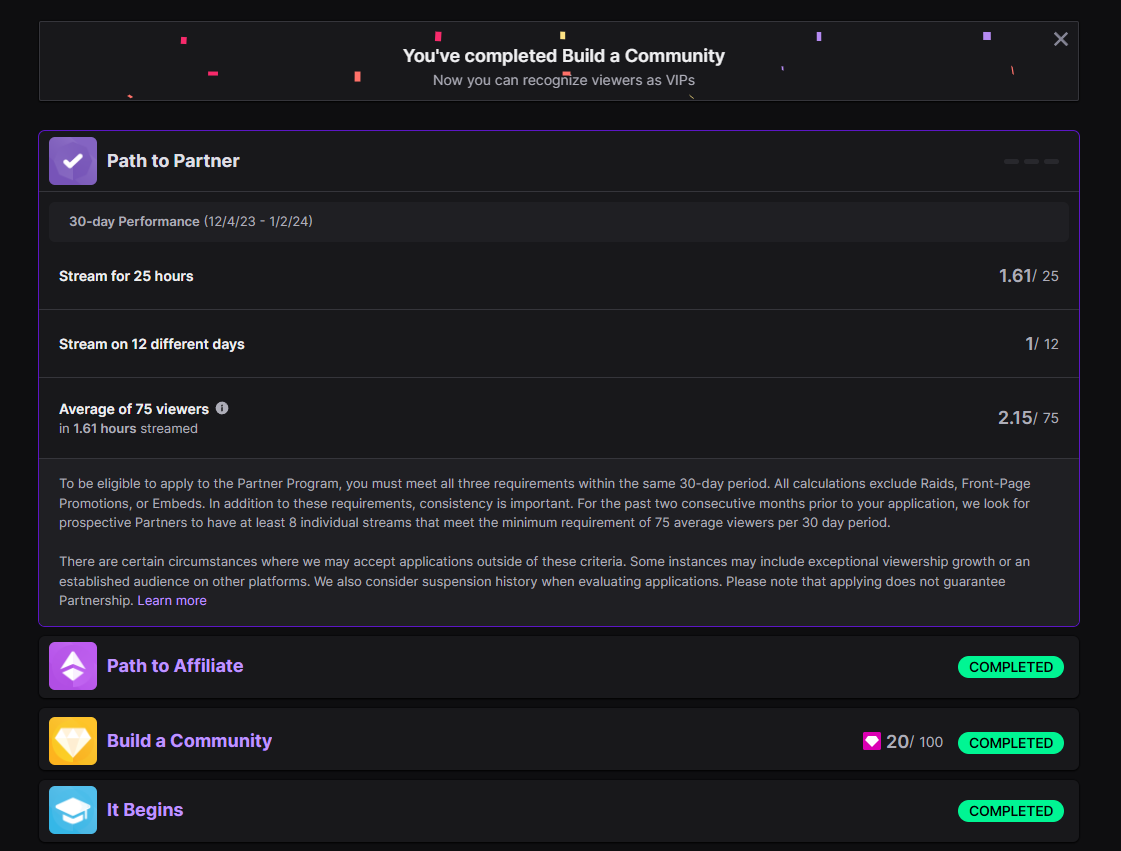 You've completed Build a Community
Now you can recognize viewers as VIPs
Path to Partner
30-day Performance (12/4/23 - 1/2/24)
Stream for 25 hours 1.61/ 25
Stream on 12 different days 1/ 12
Average of 75 viewers
in 1.61 hours streamed 2.15/ 75
To be eligible to apply to the Partner Program, you must meet all three requirements within the same 30-day period. All calculations exclude Raids, Front-Page
Promotions, or Embeds. In addition to these requirements, consistency is important. For the past two consecutive months prior to your application, we look for
prospective Partners to have at least 8 individual streams that meet the minimum requirement of 75 average viewers per 30 day period.
There are certain circumstances where we may accept applications outside of these criteria. Some instances may include exceptional viewership growth or an
established audience on other platforms. We also consider suspension history when evaluating applications. Please note that applying does not guarantee
Partnership. Learn more
Path to Affiliate COMPLETED
Build a Community 20/ 100 COMPLETED
It Begins COMPLETED